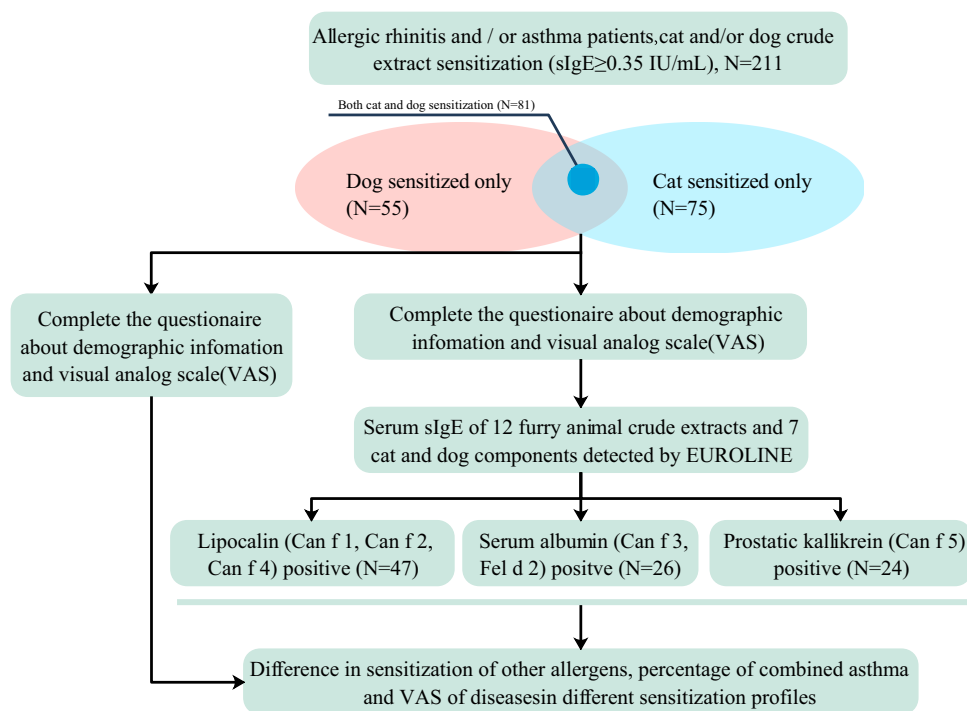 Allergic rhinitis and / or asthma patients,cat and/or dog crude
extract sensitization (sIgE≥0.35 IU/mL), N=211
Both cat and dog sensitization (N=81)
Dog sensitized only
(N=55)
Cat sensitized only
(N=75)
Complete the questionaire
about demographic infomation
and visual analog scale(VAS)
Complete the questionaire about demographic
infomation and visual analog scale(VAS)
Serum sIgE of 12 furry animal crude extracts and 7
cat and dog components detected by EUROLINE
Lipocalin (Can f 1, Can f 2,
Can f 4) positive (N=47)
Serum albumin (Can f 3,
Fel d 2) positve (N=26)
Prostatic kallikrein (Can f 5)
positive (N=24)
Difference in sensitization of other allergens, percentage of combined asthma
and VAS of diseasesin different sensitization profiles